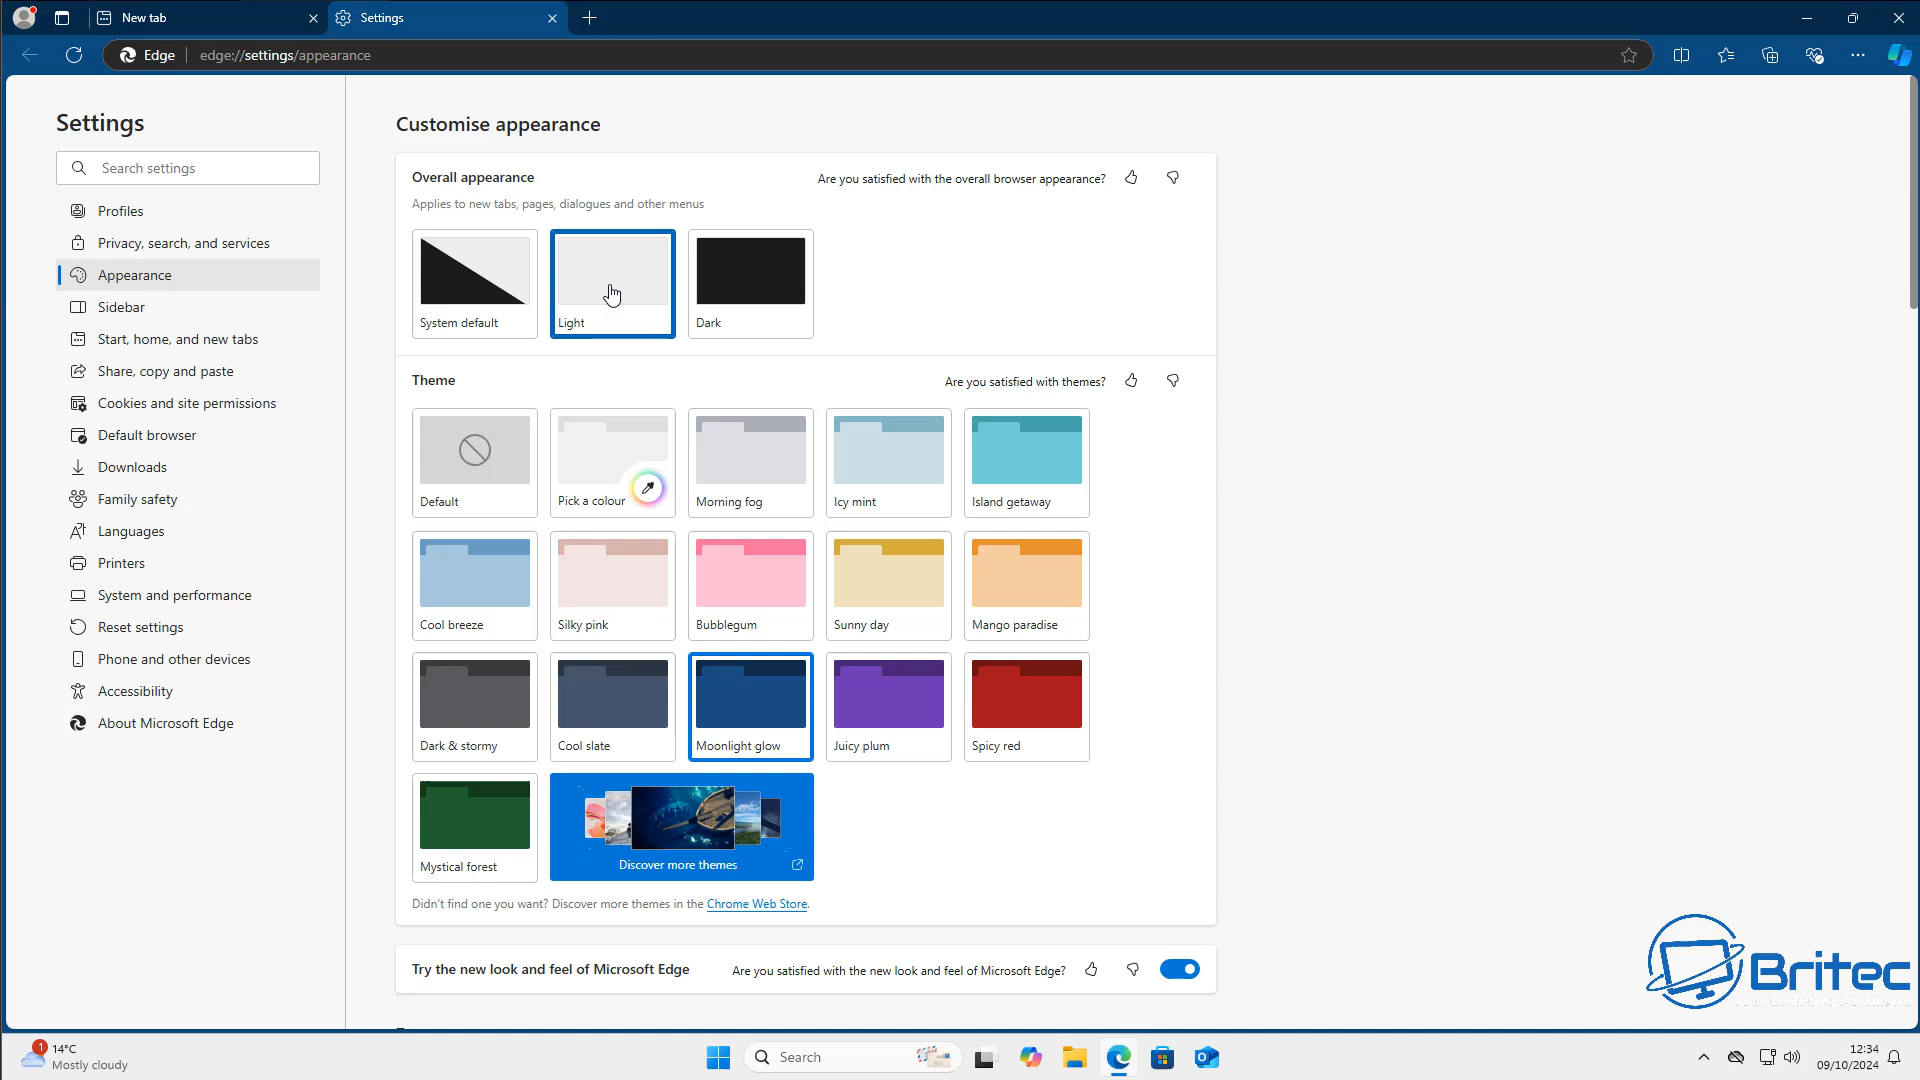 New tab
Settings
Edge
edge://settings/appearance
Settings
Search settings
Profiles
Privacy, search, and services
Appearance
Sidebar
Start, home, and new tabs
Share, copy and paste
Cookies and site permissions
Default browser
Downloads
Family safety
Languages
Printers
System and performance
Reset settings
Phone and other devices
Accessibility
About Microsoft Edge
Customise appearance
Overall appearance
Are you satisfied with the overall browser appearance?
Applies to new tabs, pages, dialogues and other menus
System default
Light
Dark
Theme
Are you satisfied with themes?
Default
Pick a colour
Morning fog
Icy mint
Island getaway
Cool breeze
Silky pink
Bubblegum
Sunny day
Mango paradise
Dark & stormy
Cool slate
Moonlight glow
Juicy plum
Spicy red
Mystical forest
Discover more themes
Didn't find one you want? Discover more themes in the Chrome Web Store.
Try the new look and feel of Microsoft Edge
Are you satisfied with the new look and feel of Microsoft Edge?
Britec
1
14°C
Mostly cloudy
Search
12:34
09/10/2024